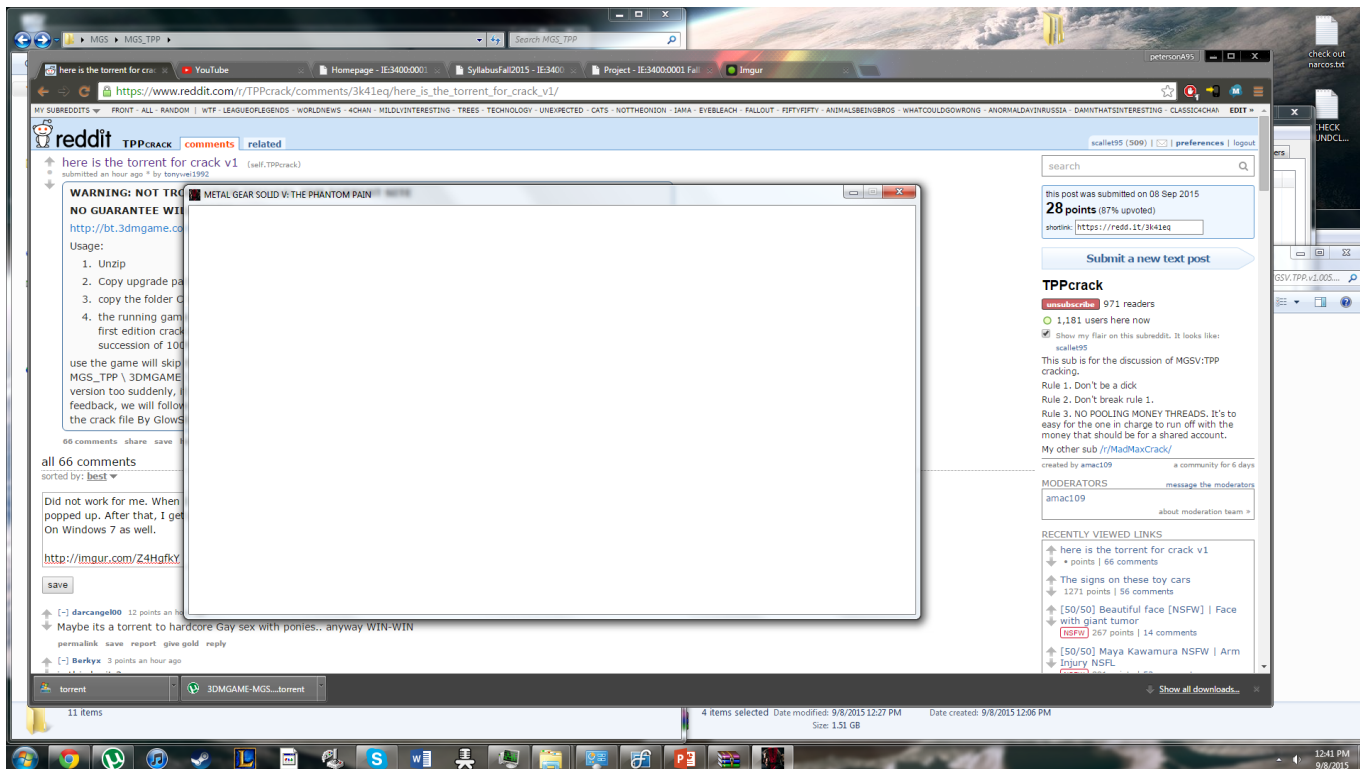 MGS ▸ MGS_TPP ▸
Search MGS_TPP
check out
narcos.txt
petersonA95
here is the torrent for crac
YouTube
Homepage - IE:3400:0001
SyllabusFall2015 - IE:3400
Project - IE:3400:0001 Fall
Imgur
https://www.reddit.com/r/TPPcrack/comments/3k41eq/here_is_the_torrent_for_crack_v1/
MY SUBREDDITS FRONT - ALL - RANDOM | WTF - LEAGUEOFLEGENDS - WORLDNEWS - 4CHAN - MILDLYINTERESTING - TREES - TECHNOLOGY - UNEXPECTED - CATS - NOTTHEONION - IAMA - EYEBLEACH - FALLOUT - FIFTYFIFTY - ANIMALSBEINGBROS - WHATCOULDGOWRONG - ANORMALDAYINRUSSIA - DAMNTHATSINTERESTING - CLASSIC4CHAN EDIT »
CHECK
reddit TPPCRACK comments related
scallet95 (509) | preferences | logout
here is the torrent for crack v1 (self.TPPcrack)
submitted an hour ago * by tonywei1992
WARNING: NOT TRO
NO GUARANTEE WI
http://bt.3dmgame.co
Usage:
1. Unzip
2. Copy upgrade pa
3. copy the folder C
4. the running gam
first edition crack
succession of 100
use the game will skip
MGS_TPP \ 3DMGAME
version too suddenly, i
feedback, we will follow
the crack file By GlowS
66 comments share save
METAL GEAR SOLID V: THE PHANTOM PAIN
all 66 comments
sorted by: best
Did not work for me. When
popped up. After that, I get
On Windows 7 as well.
http://imgur.com/Z4HgfkY
save
[-] darcangel00 12 points an ho
Maybe its a torrent to hardcore Gay sex with ponies.. anyway WIN-WIN
permalink save report give gold reply
[-] Berkyx 3 points an hour ago
search
this post was submitted on 08 Sep 2015
28 points (87% upvoted)
shortlink: https://redd.it/3k41eq
Submit a new text post
TPPcrack
unsubscribe 971 readers
1,181 users here now
Show my flair on this subreddit. It looks like:
scallet95
This sub is for the discussion of MGSV:TPP
cracking.
Rule 1. Don't be a dick
Rule 2. Don't break rule 1.
Rule 3. NO POOLING MONEY THREADS. It's to
easy for the one in charge to run off with the
money that should be for a shared account.
My other sub /r/MadMaxCrack/
created by amac109 a community for 6 days
MODERATORS message the moderators
amac109
about moderation team »
RECENTLY VIEWED LINKS
here is the torrent for crack v1
• points | 66 comments
The signs on these toy cars
1271 points | 56 comments
[50/50] Beautiful face [NSFW] | Face
with giant tumor
NSFW 267 points | 14 comments
[50/50] Maya Kawamura NSFW | Arm
Injury NSFL
GSV.TPP.v1.005....
torrent
3DMGAME-MGS....torrent
Show all downloads...
11 items
4 items selected Date modified: 9/8/2015 12:27 PM Date created: 9/8/2015 12:06 PM
Size: 1.51 GB
12:41 PM
9/8/2015